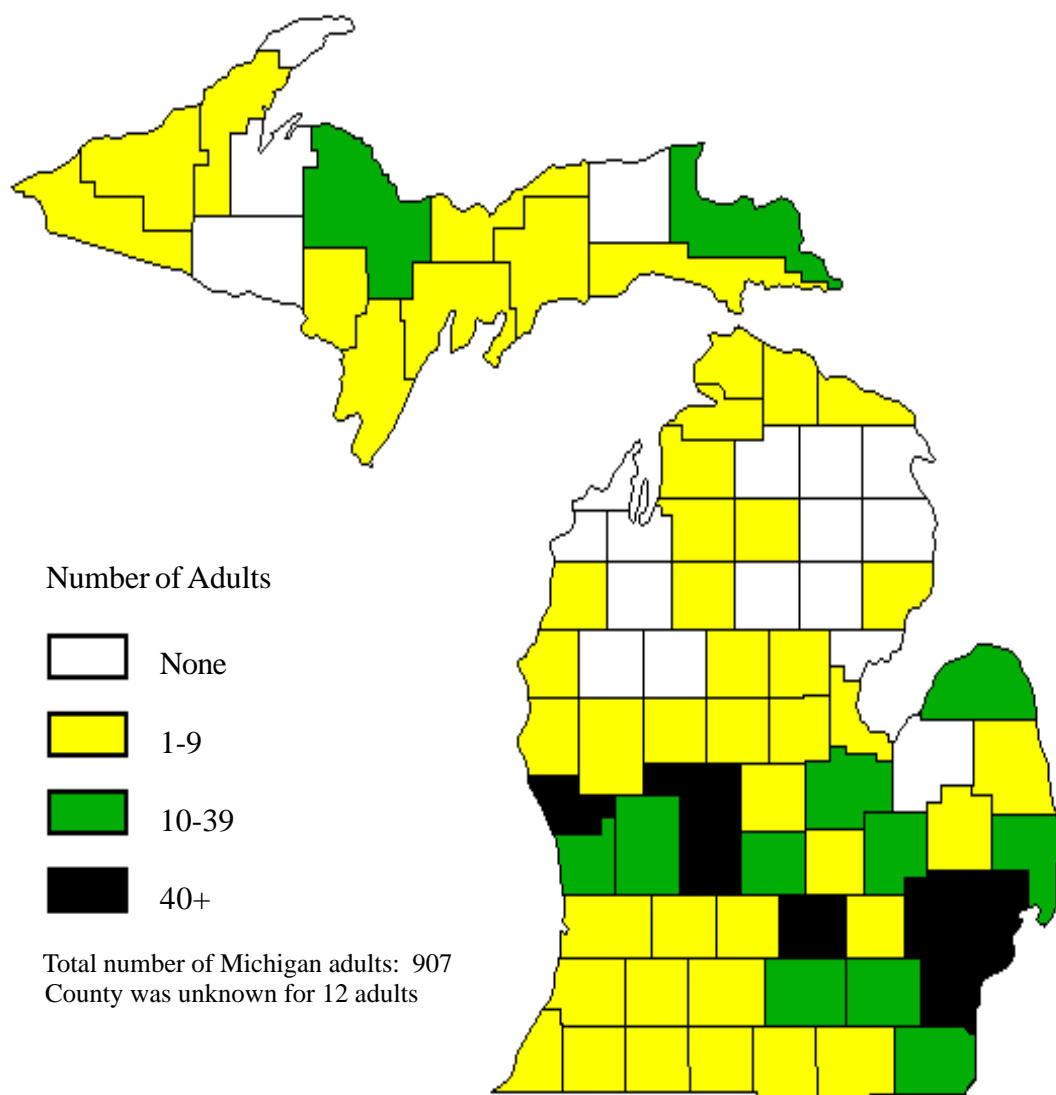 Number of Adults
None
1-9
10-39
40+
Total number of Michigan adults: 907
County was unknown for 12 adults